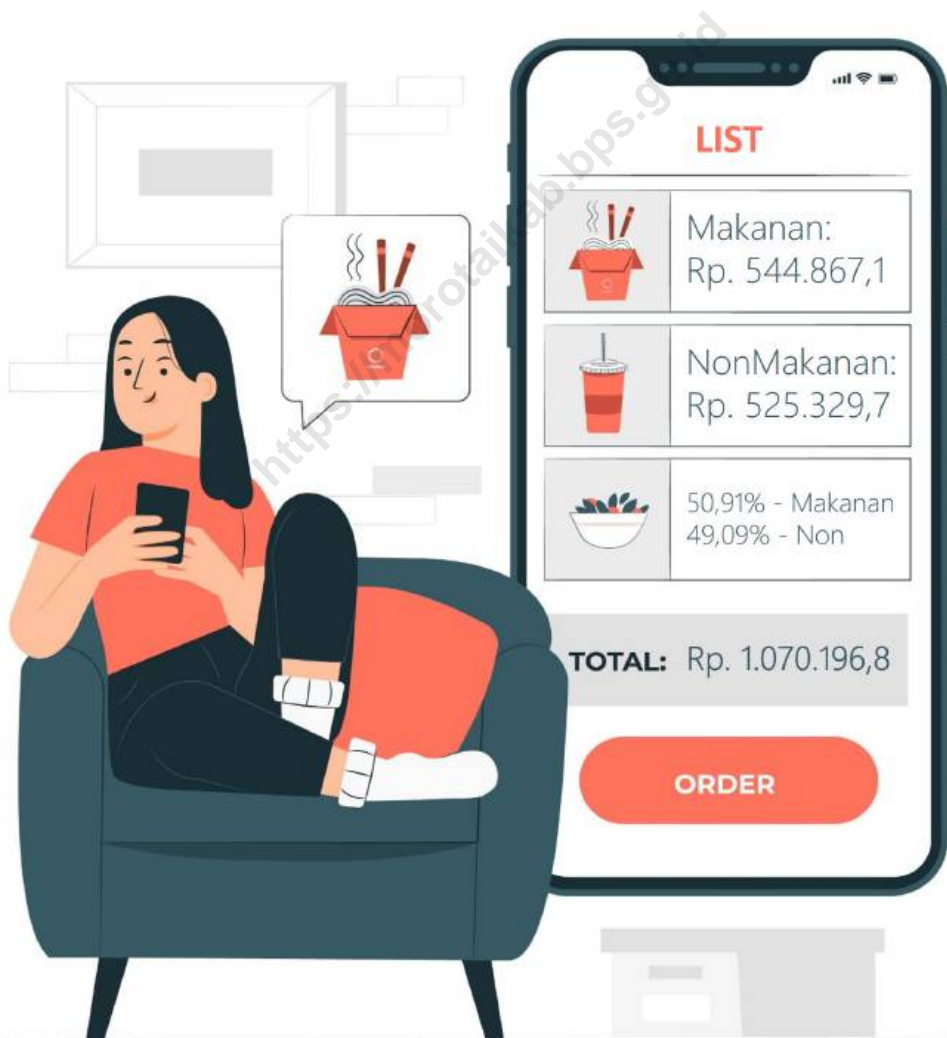 LIST
Makanan:
Rp. 544.867,1
NonMakanan:
Rp. 525.329,7
50,91% - Makanan
49,09% - Non
TOTAL: Rp. 1.070.196,8
ORDER